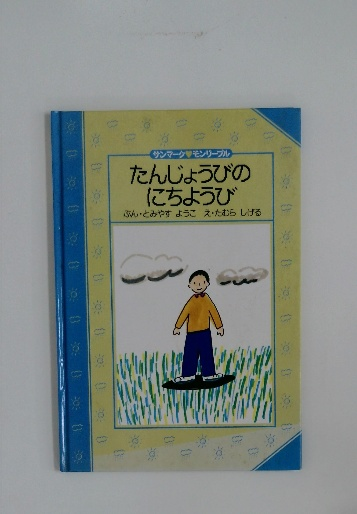 サンマーク♥モンリーブル
たんじょうびの
にちようび
ぶん・とみやす ようこ え・たむら しげる